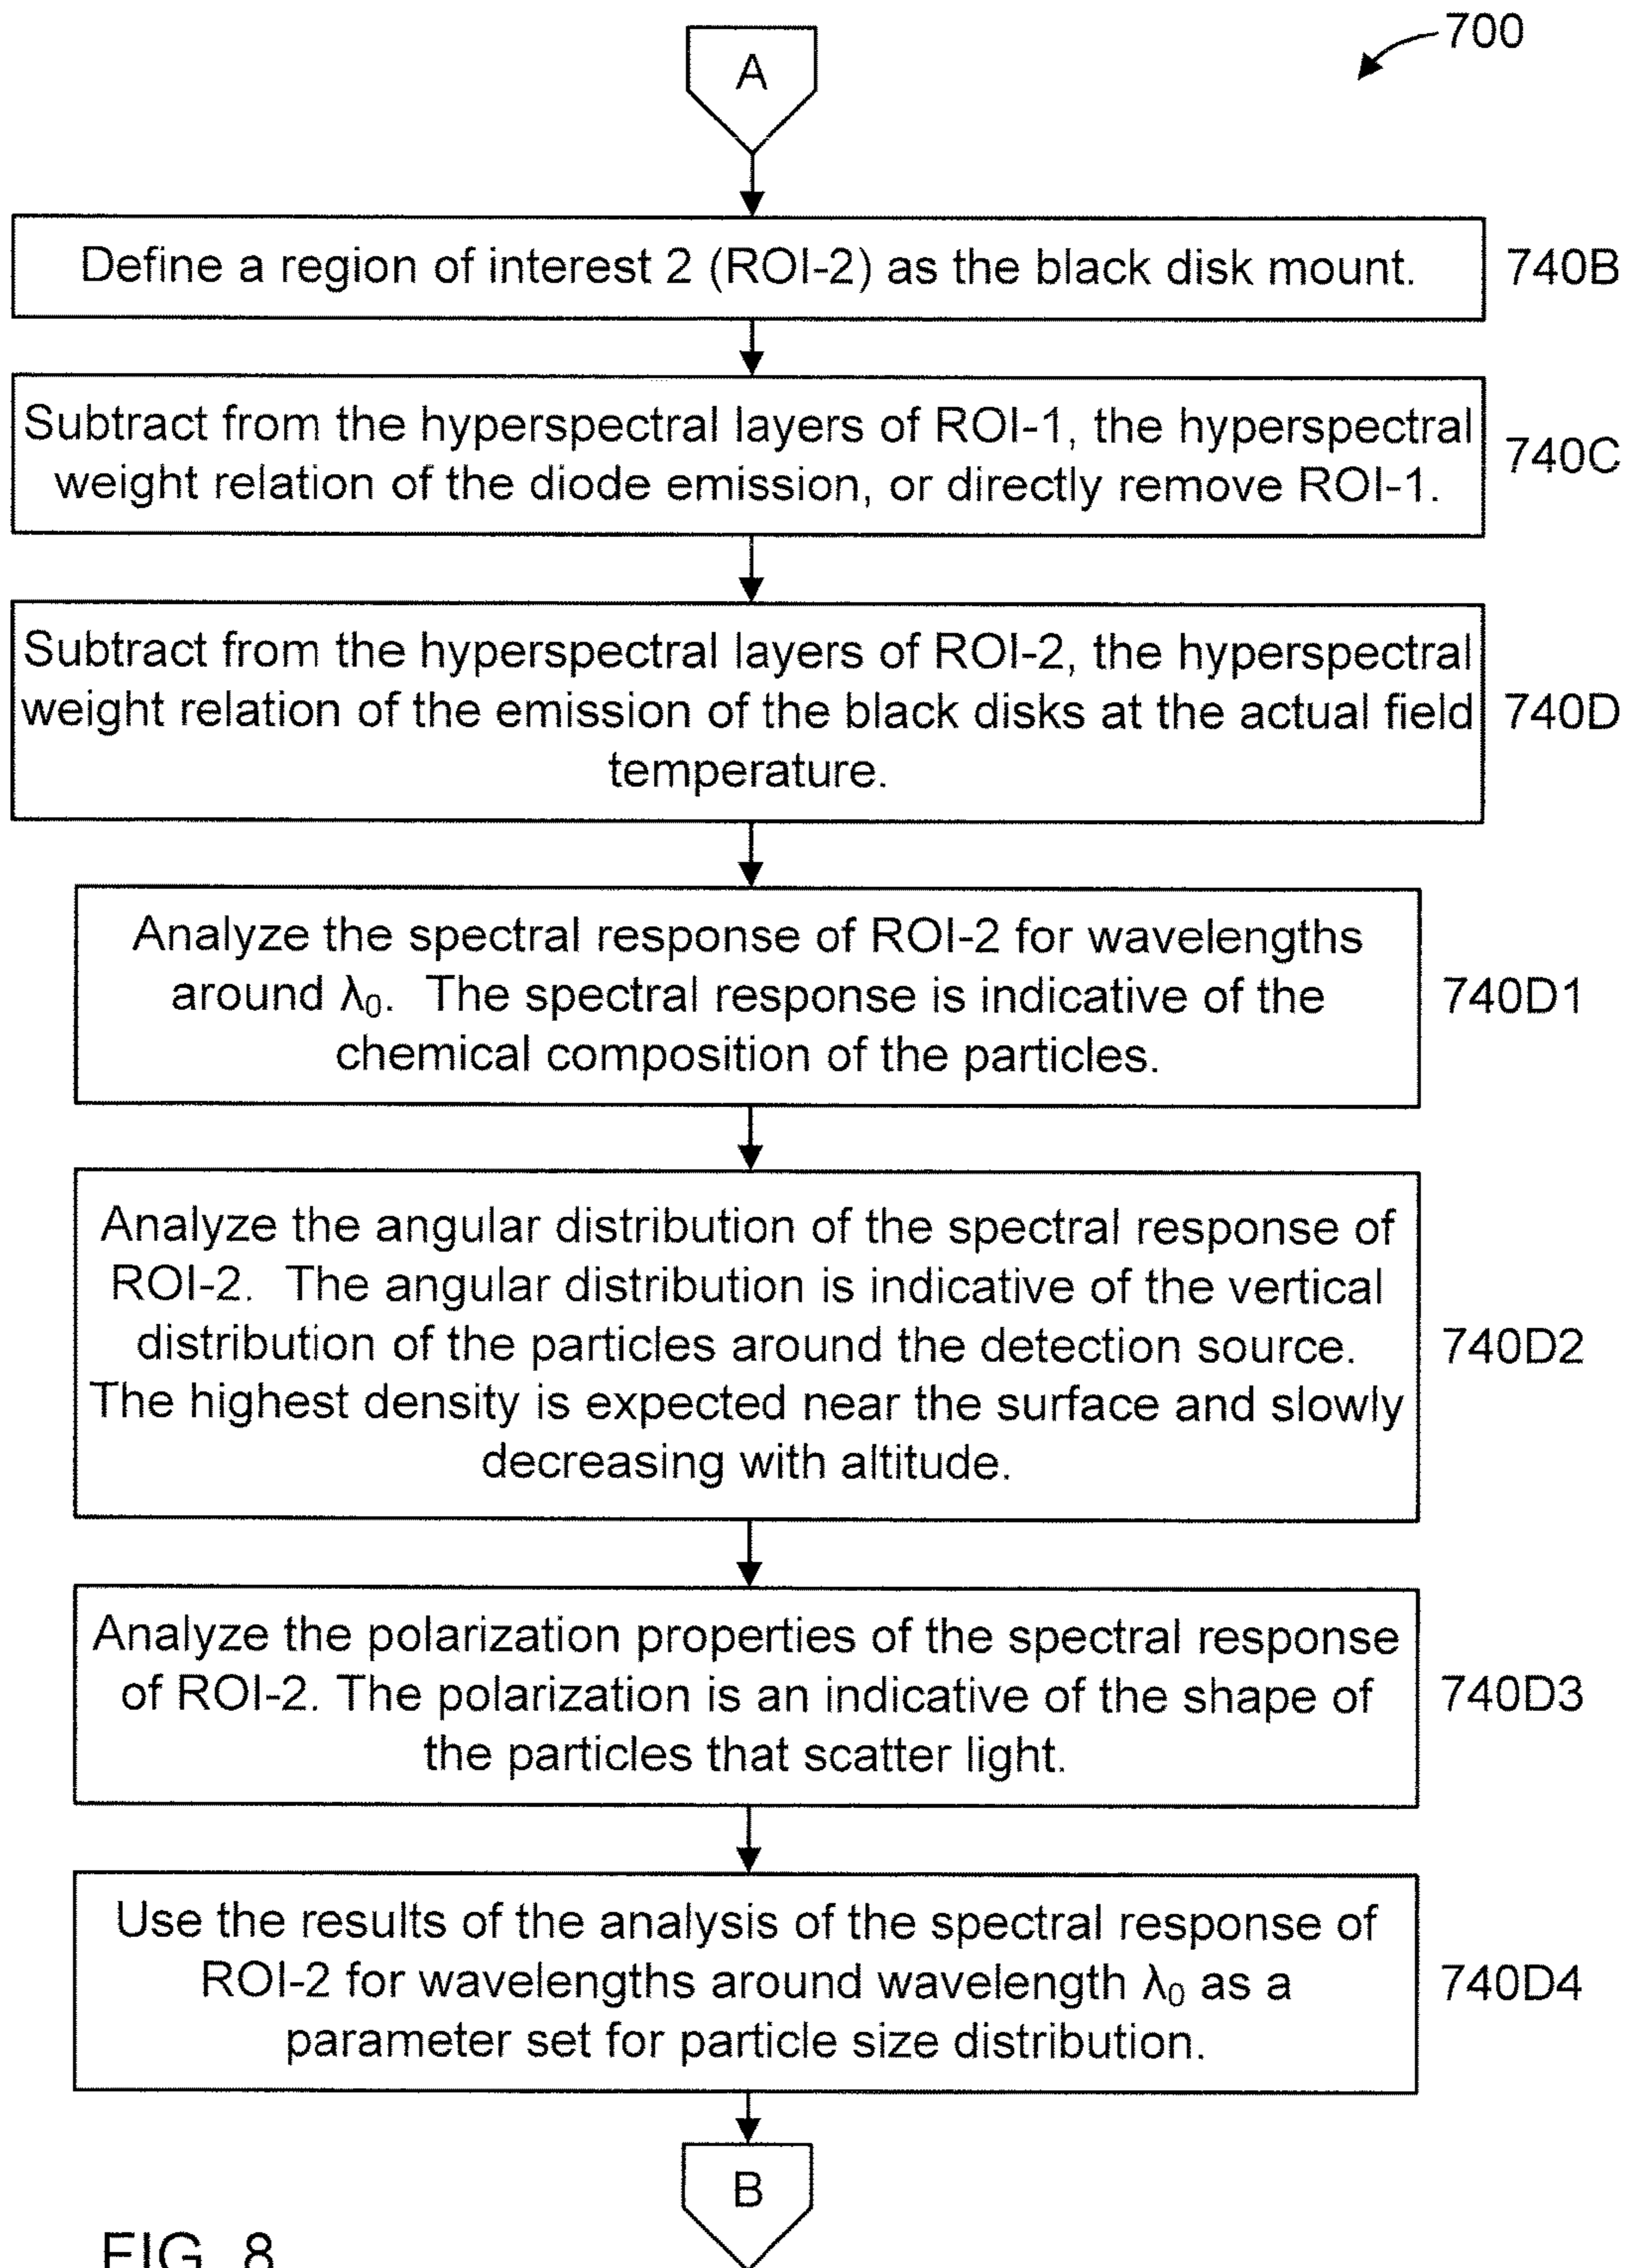 700
A
Define a region of interest 2 (ROI-2) as the black disk mount.
740B
Subtract from the hyperspectral layers of ROI-1, the hyperspectral
weight relation of the diode emission, or directly remove ROI-1.
740C
Subtract from the hyperspectral layers of ROI-2, the hyperspectral
weight relation of the emission of the black disks at the actual field
temperature.
740D
Analyze the spectral response of ROI-2 for wavelengths
around λ₀. The spectral response is indicative of the
chemical composition of the particles.
740D1
Analyze the angular distribution of the spectral response of
ROI-2. The angular distribution is indicative of the vertical
distribution of the particles around the detection source.
The highest density is expected near the surface and slowly
decreasing with altitude.
740D2
Analyze the polarization properties of the spectral response
of ROI-2. The polarization is an indicative of the shape of
the particles that scatter light.
740D3
Use the results of the analysis of the spectral response of
ROI-2 for wavelengths around wavelength λ₀ as a
parameter set for particle size distribution.
740D4
B
FIG. 8